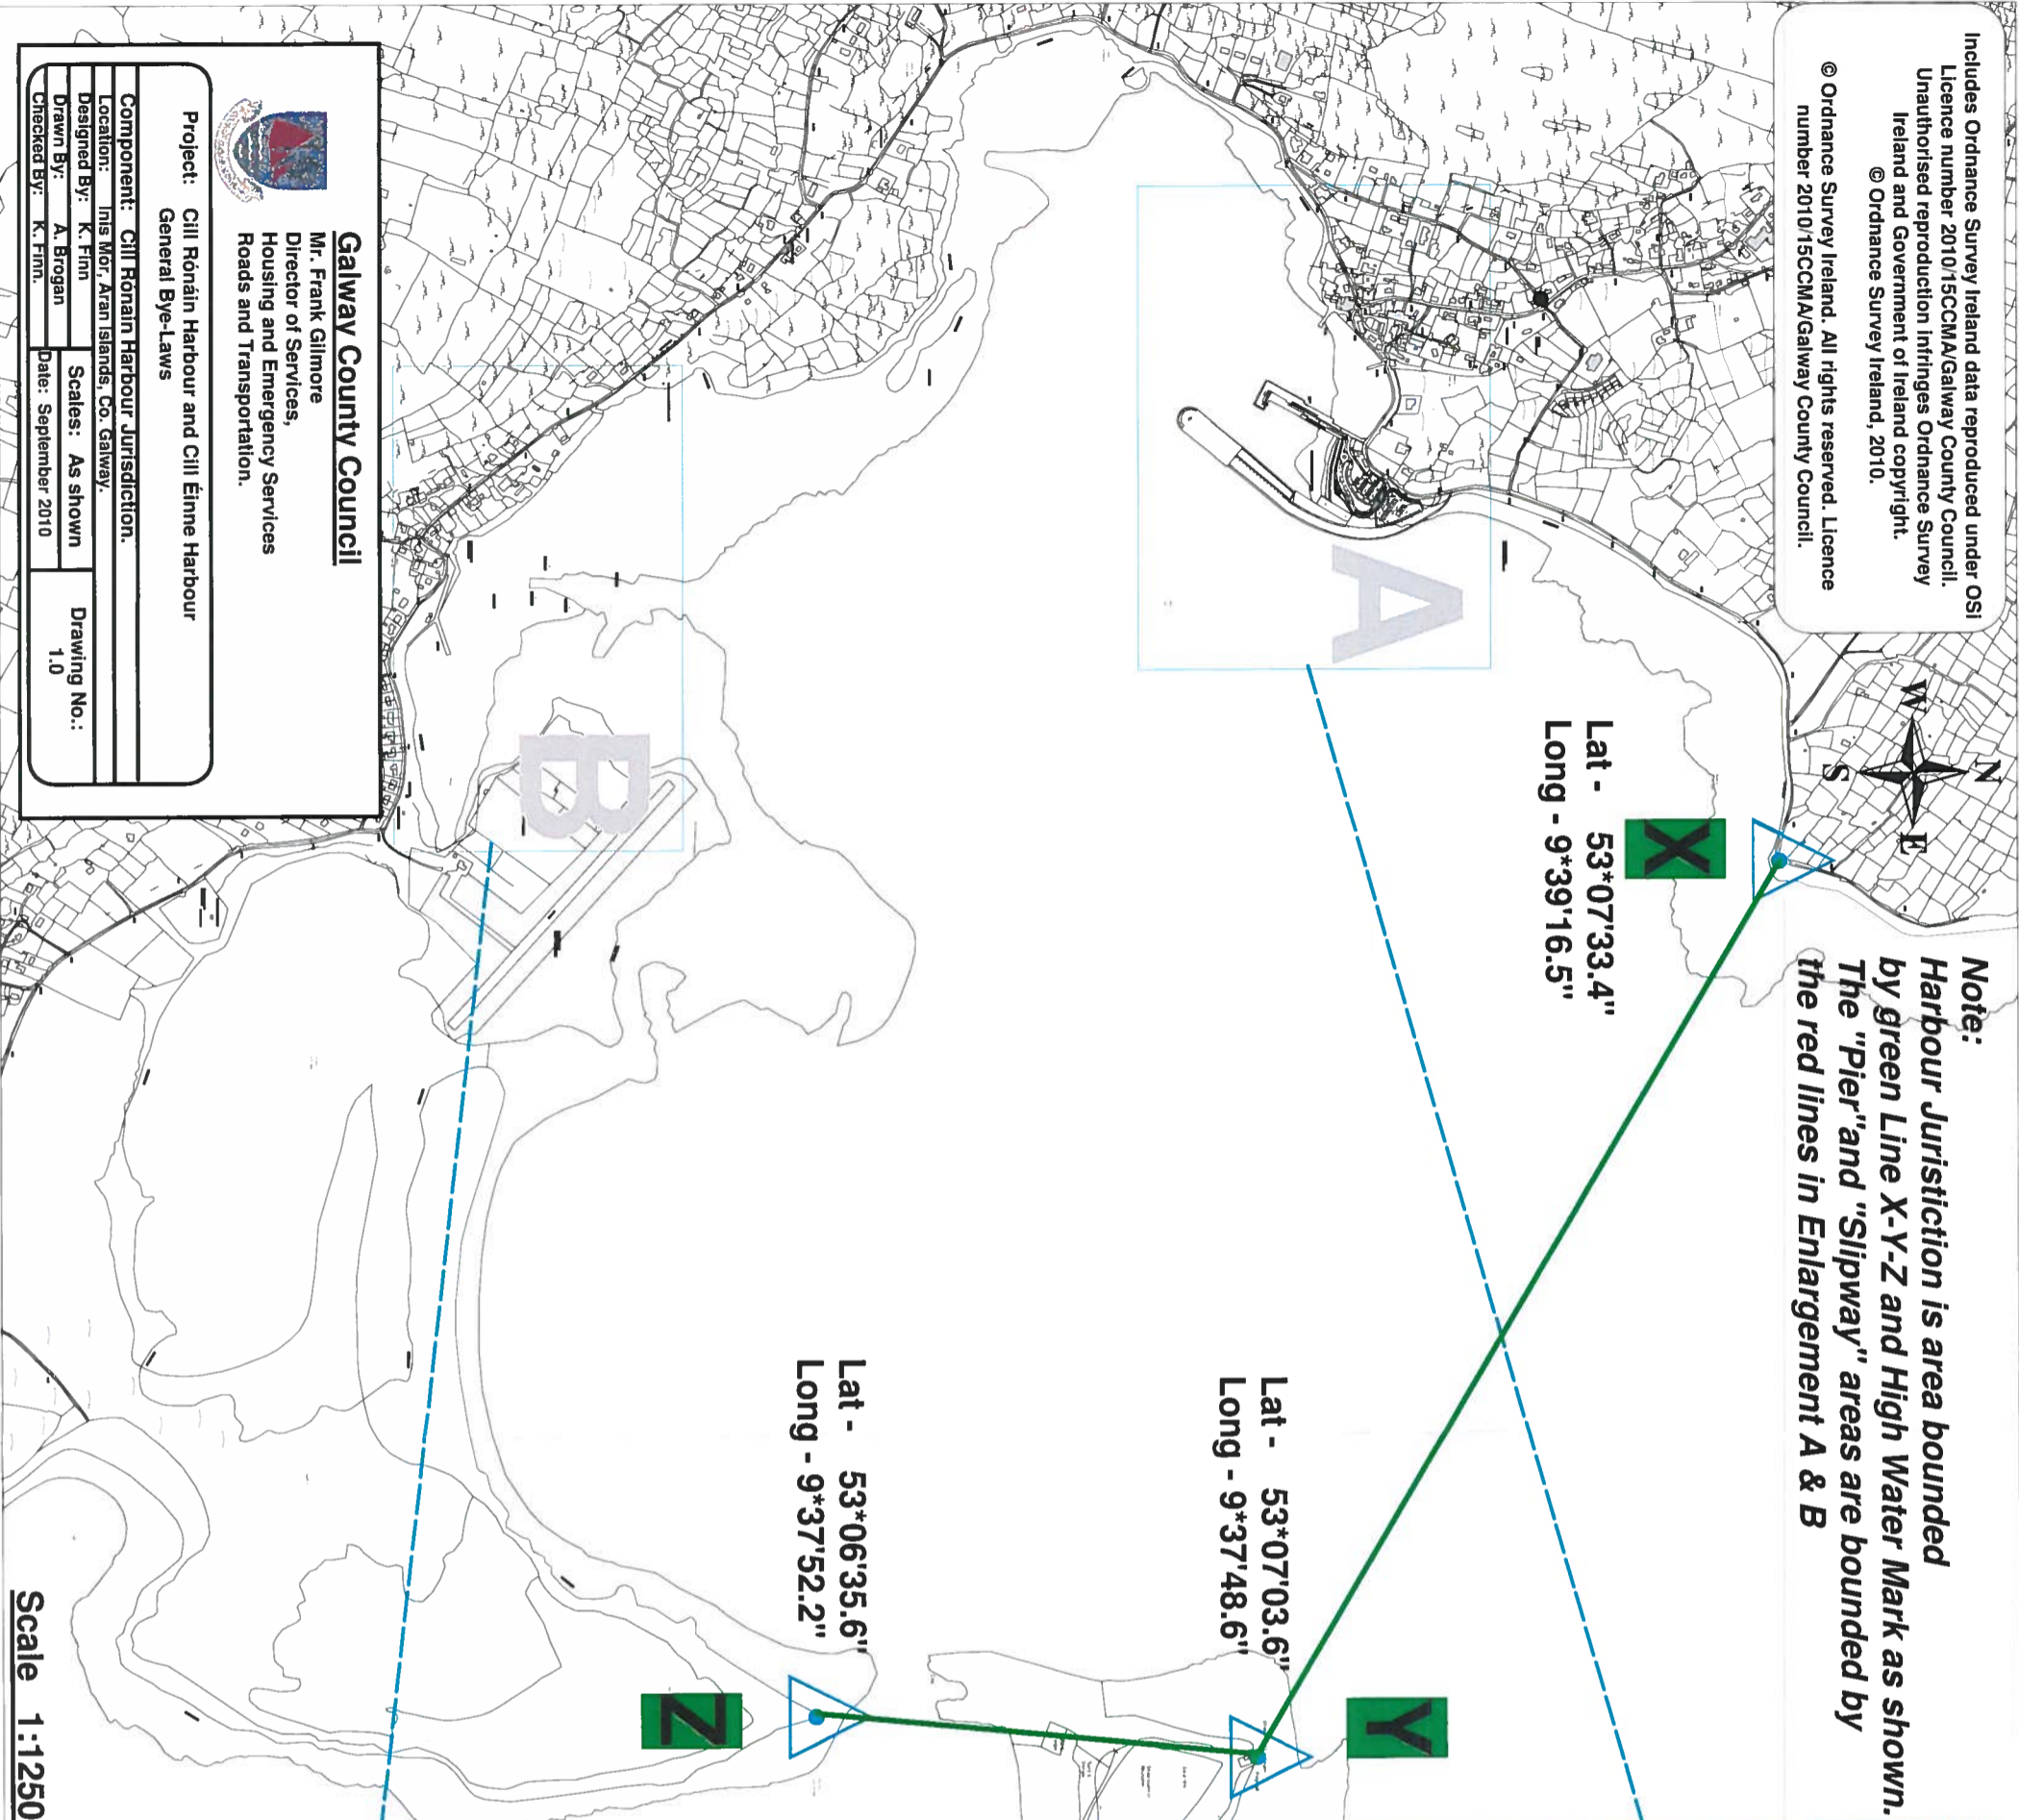 Includes Ordnance Survey Ireland data reproduced under OSi
Licence number 2010/15CCMA/Galway County Council.
Unauthorised reproduction infringes Ordnance Survey
Ireland and Government of Ireland copyright.
© Ordnance Survey Ireland, 2010.
© Ordnance Survey Ireland. All rights reserved. Licence
number 2010/15CCMA/Galway County Council.
N
W
E
S
Note:
Harbour Juristiction is area bounded
by green Line X-Y-Z and High Water Mark as shown.
The "Pier"and "Slipway" areas are bounded by
the red lines in Enlargement A & B
X
Lat - 53*07'33.4"
Long - 9*39'16.5"
A
Y
Lat - 53*07'03.6"
Long - 9*37'48.6"
Lat - 53*06'35.6"
Long - 9*37'52.2"
Z
B
Galway County Council
Mr. Frank Gilmore
Director of Services,
Housing and Emergency Services
Roads and Transportation.
Project: Cill Rónáin Harbour and Cill Éinne Harbour
General Bye-Laws
Component: Cill Rónain Harbour Jurisdiction.
Location: Inis Mor, Aran Islands, Co. Galway.
Designed By: K. Finn
Drawn By: A. Brogan
Checked By: K. Finn.
Scales: As shown
Date: September 2010
Drawing No.:
1.0
Scale 1:1250